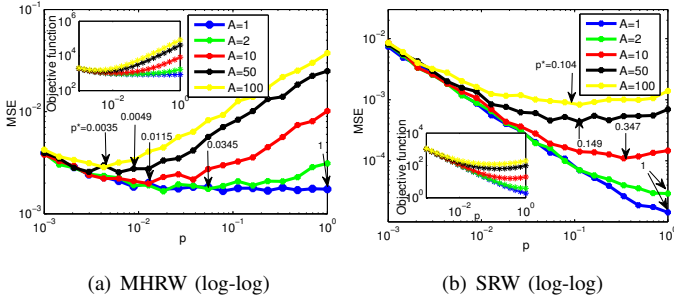 (a)
10^-1
10^-2
10^-3
MSE
10^6
10^4
10^2
Objective function
10^-2
10^0
A=1
A=2
A=10
A=50
A=100
p*=0.0035
0.0049
0.0115
0.0345
1
10^-3
10^-2
10^-1
10^0
p
(b)
10^-2
10^-3
10^-4
MSE
A=1
A=2
A=10
A=50
A=100
p*=0.104
0.149
0.347
1
10^4
10^2
10^0
Objective function
10^-2
10^0
p,
10^-3
10^-2
10^-1
10^0
p
(a) MHRW (log-log)
(b) SRW (log-log)